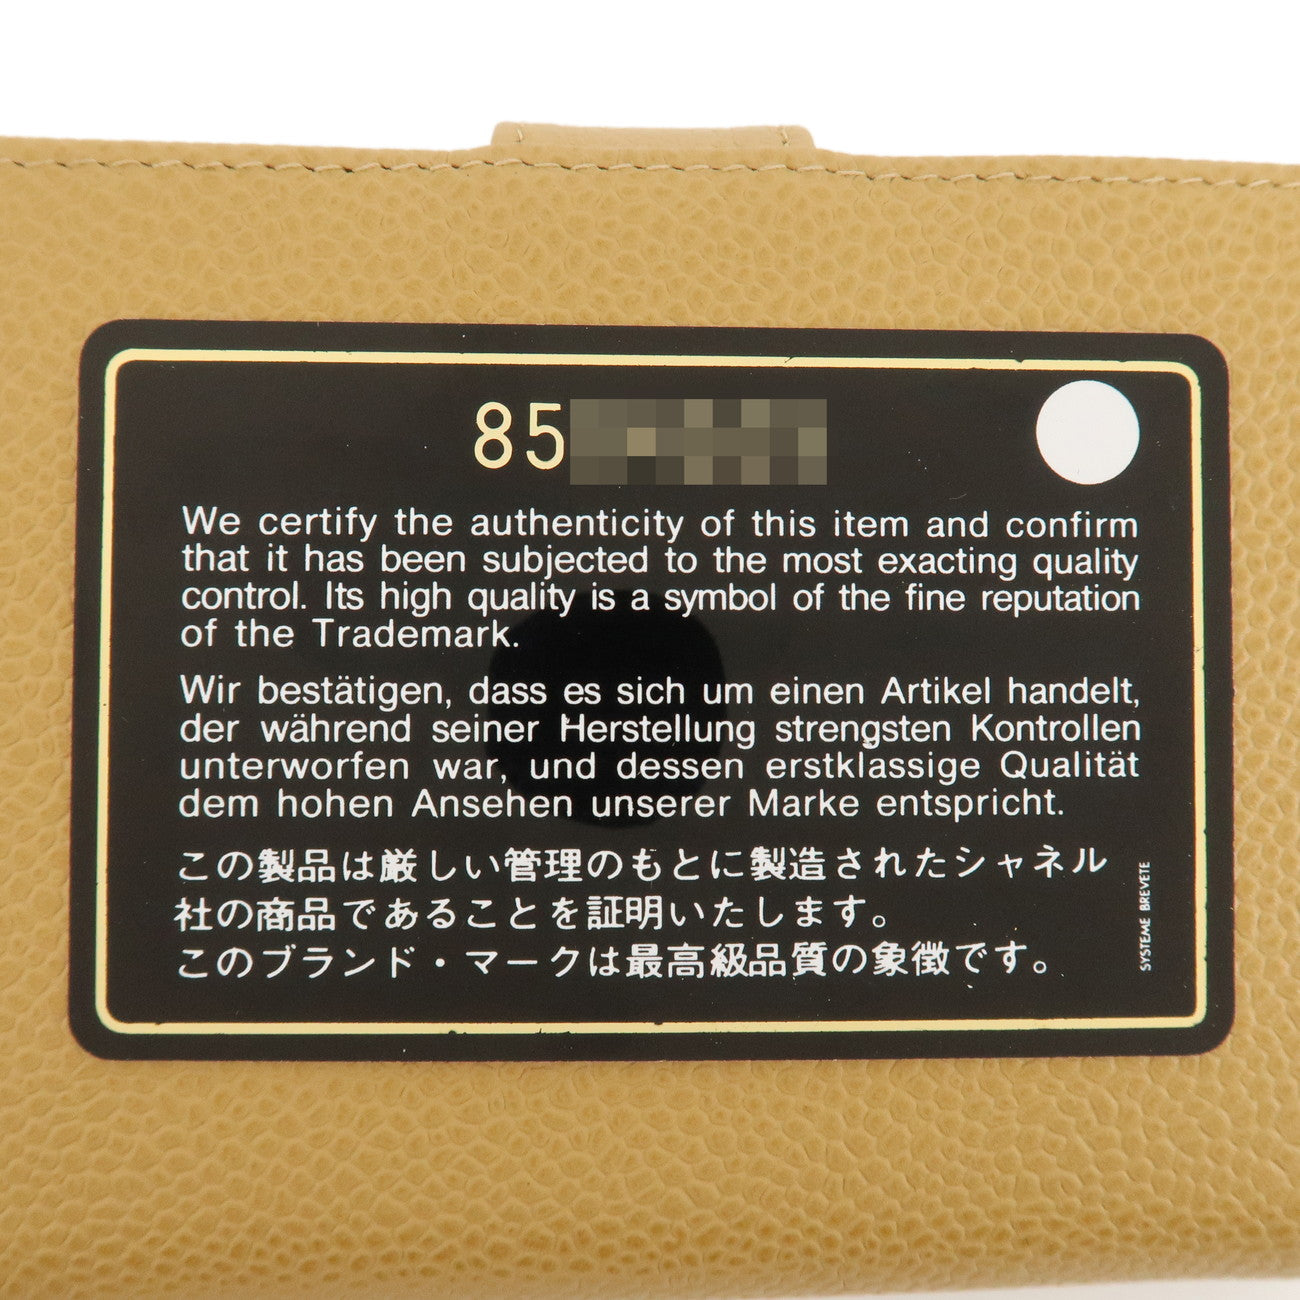 85
We certify the authenticity of this item and confirm
that it has been subjected to the most exacting quality
control. Its high quality is a symbol of the fine reputation
of the Trademark.
Wir bestätigen, dass es sich um einen Artikel handelt,
der während seiner Herstellung strengsten Kontrollen
unterworfen war, und dessen erstklassige Qualität
dem hohen Ansehen unserer Marke entspricht.
この製品は厳しい管理のもとに製造されたシャネル
社の商品であることを証明いたします。
このブランド・マークは最高級品質の象徴です。
SYSTEME BREVETE